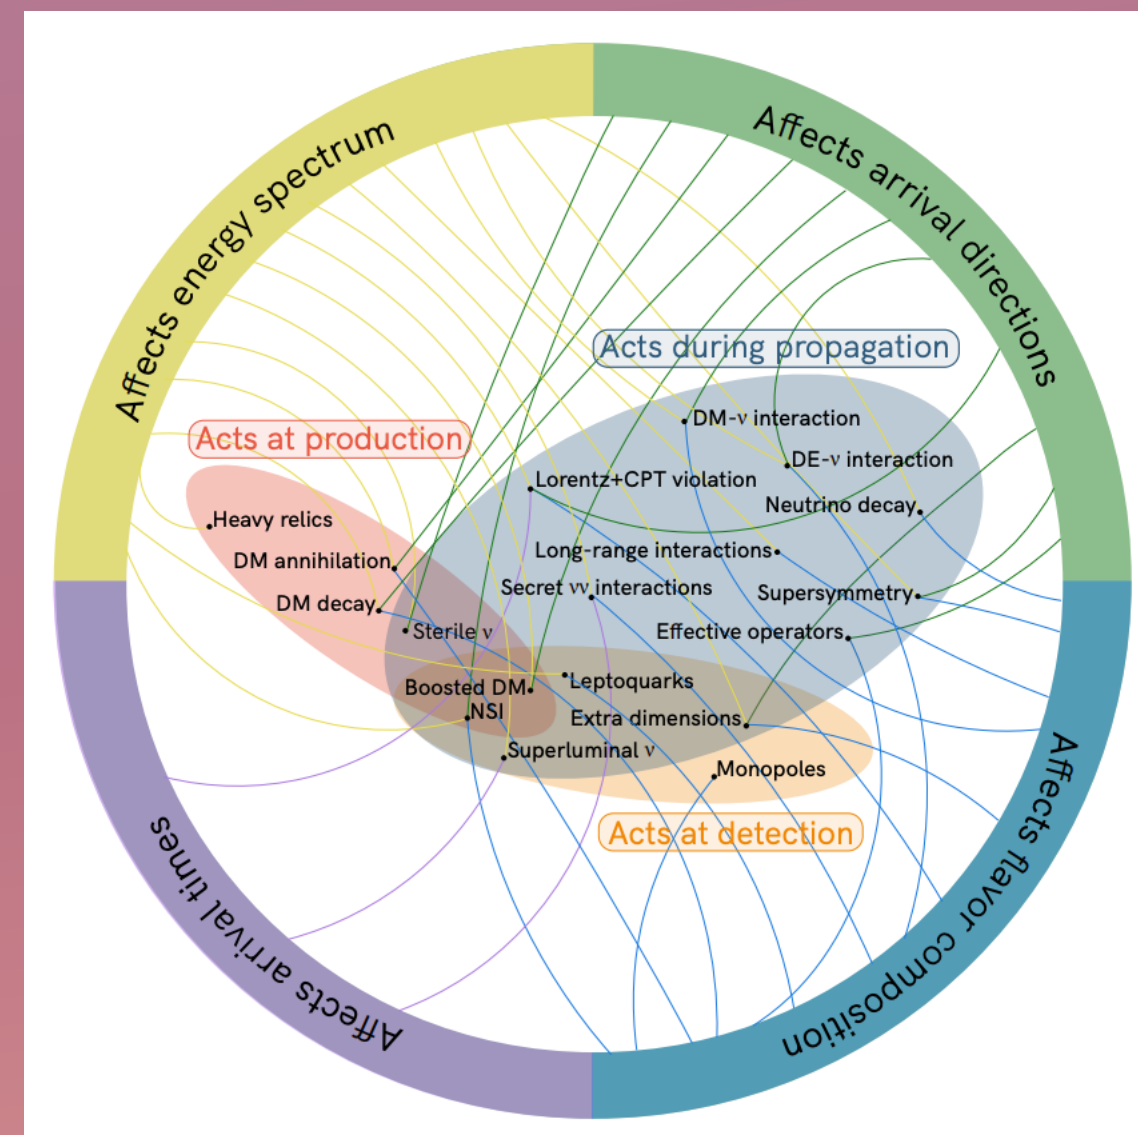 Affects energy spectrum
Affects arrival directions
Acts during propagation
DM-ν interaction
Acts at production
DE-ν interaction
Lorentz+CPT violation
Neutrino decay
Heavy relics
Long-range interactions
DM annihilation
Secret νν interactions
Supersymmetry
DM decay
Sterile ν
Effective operators
Leptoquarks
Boosted DM
NSI
Extra dimensions
Superluminal ν
Monopoles
Acts at detection
Affects arrival times
Affects flavor composition